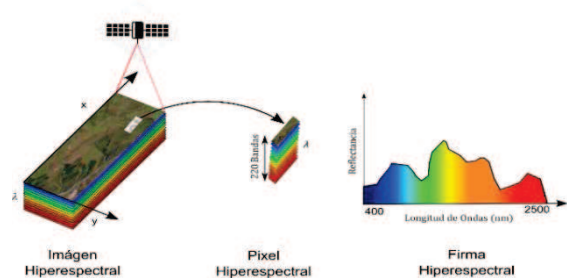 x
y
λ
220 Bandas
λ
Reflectancia
400
2500
Longitud de Ondas (nm)
Imágen
Hiperespectral
Pixel
Hiperespectral
Firma
Hiperespectral